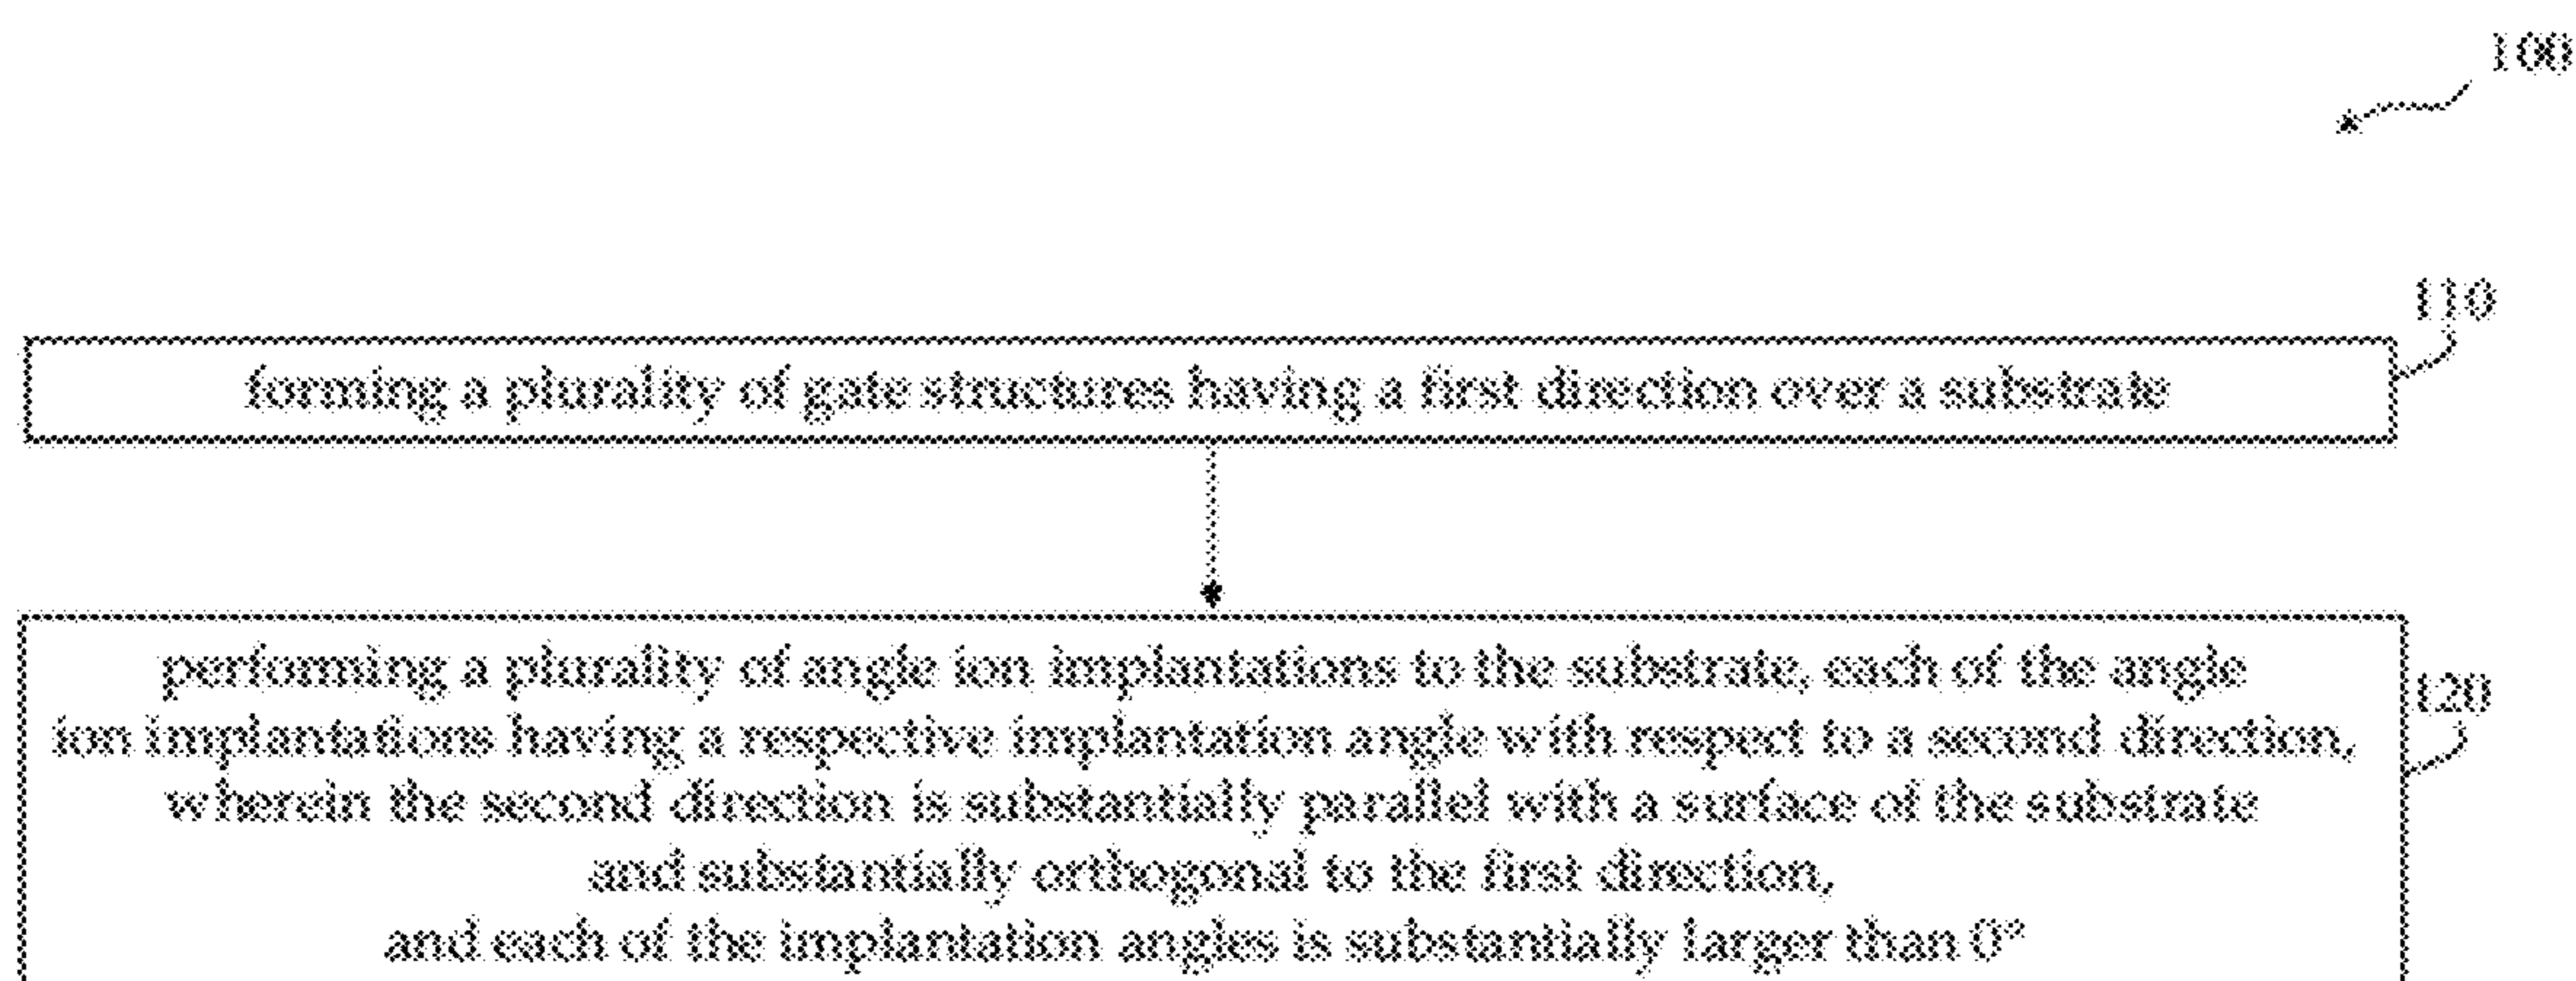 100
110
forming a plurality of gate structures having a first direction over a substrate
performing a plurality of angle ion implantations to the substrate, each of the angle
120
ion implantations having a respective implantation angle with respect to a second direction,
wherein the second direction is substantially parallel with a surface of the substrate
and substantially orthogonal to the first direction,
and each of the implantation angles is substantially larger than 0°